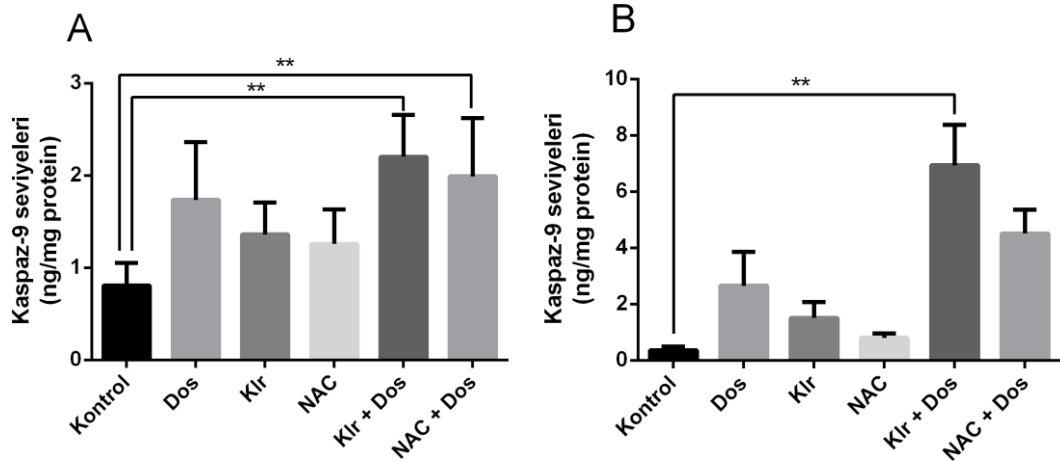 A
**
**
Kaspaz-9 seviyeleri
(ng/mg protein)
3
2
1
0
Kontrol
Dos
Klr
NAC
Klr + Dos
NAC + Dos
B
**
Kaspaz-9 seviyeleri
(ng/mg protein)
10
8
6
4
2
0
Kontrol
Dos
Klr
NAC
Klr + Dos
NAC + Dos